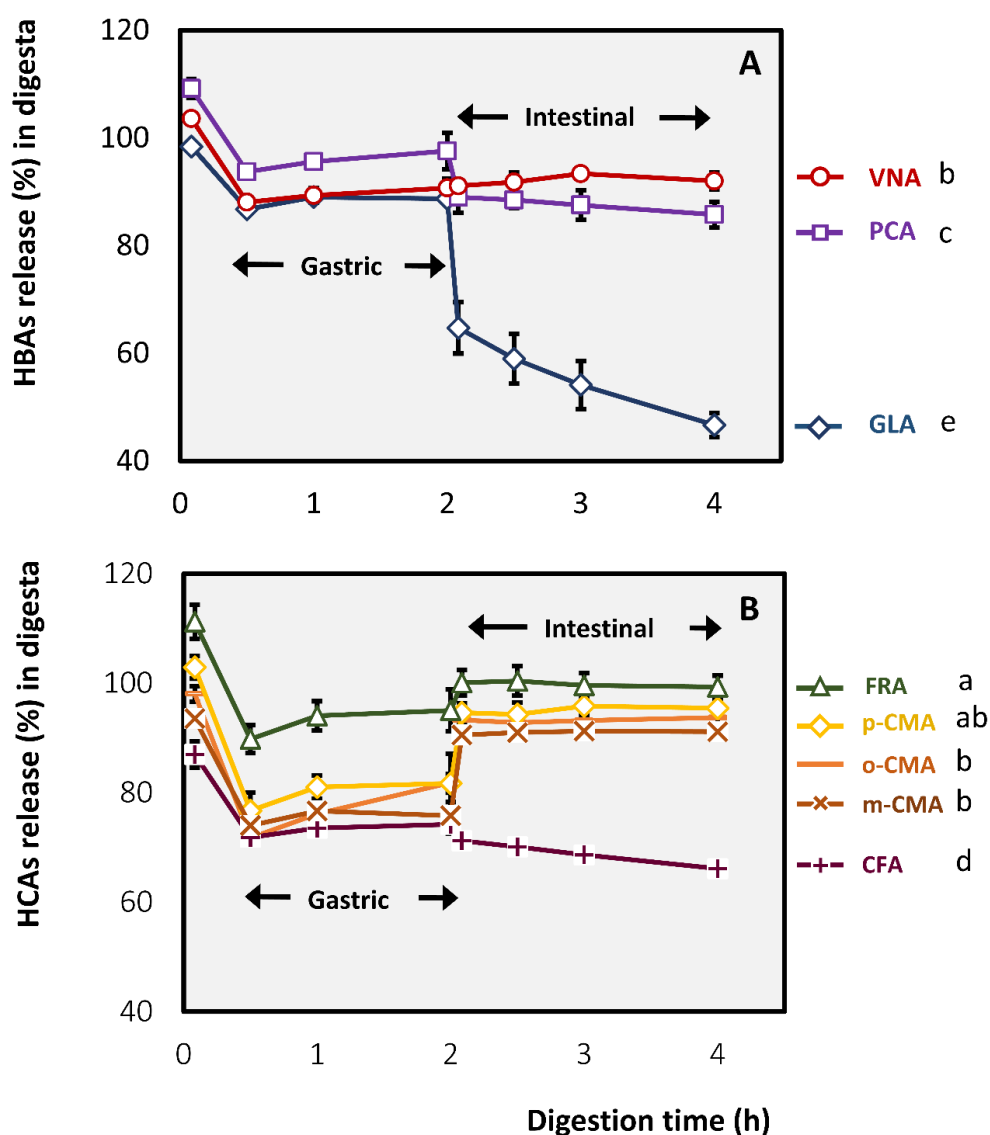 HBAs release (%) in digesta
120
100
80
60
40
A
Intestinal
Gastric
VNA b
PCA c
GLA e
0 1 2 3 4
HCAs release (%) in digesta
120
100
80
60
40
B
Intestinal
Gastric
FRA a
p-CMA ab
o-CMA b
m-CMA b
CFA d
0 1 2 3 4
Digestion time (h)